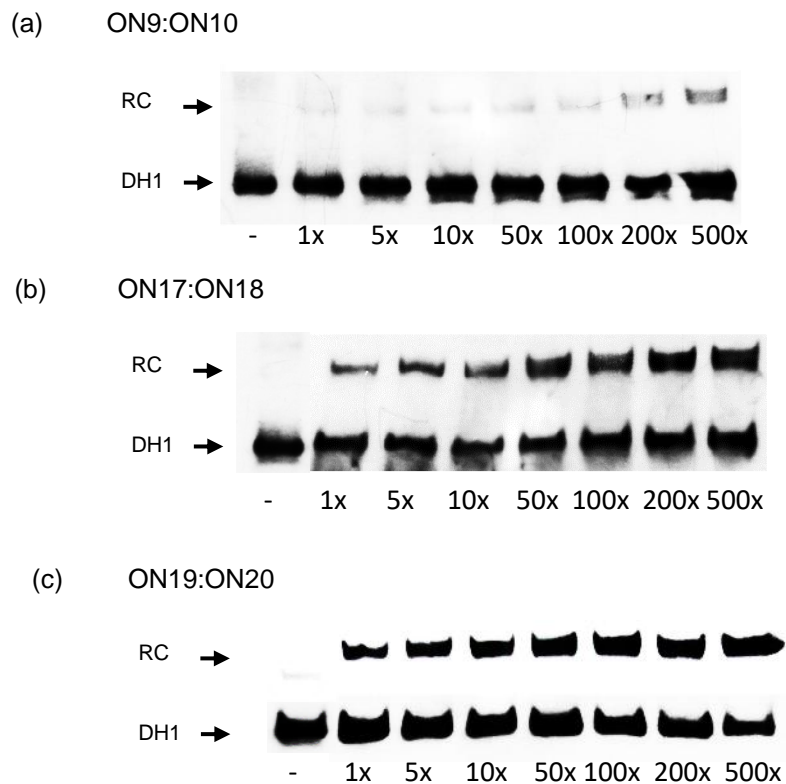 (a) ON9:ON10
RC
DH1
- 1x 5x 10x 50x 100x 200x 500x
(b) ON17:ON18
RC
DH1
- 1x 5x 10x 50x 100x 200x 500x
(c) ON19:ON20
RC
DH1
- 1x 5x 10x 50x 100x 200x 500x